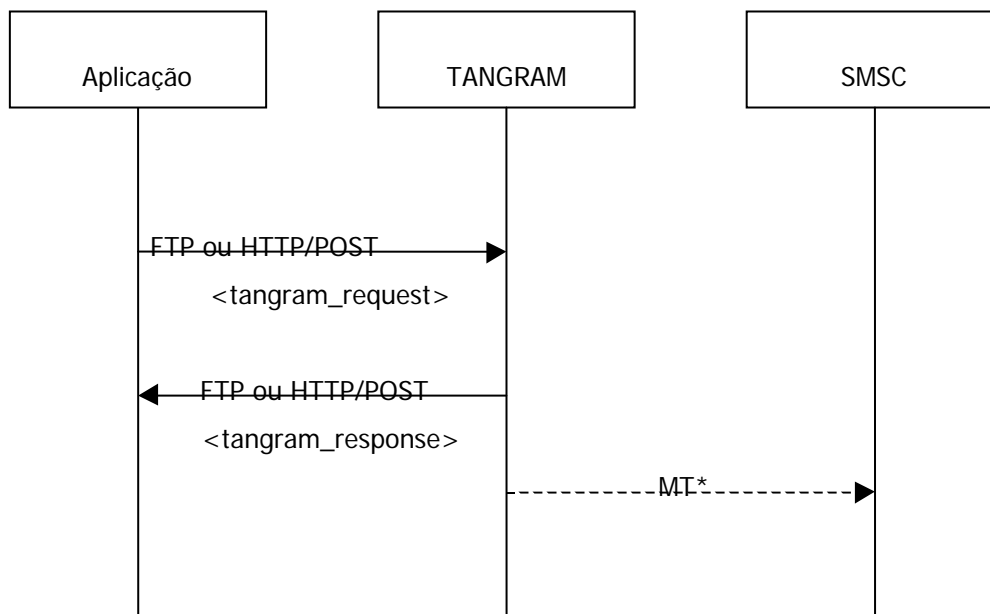 Aplicação
TANGRAM
SMSC
FTP ou HTTP/POST
<tangram_request>
FTP ou HTTP/POST
<tangram_response>
MT*